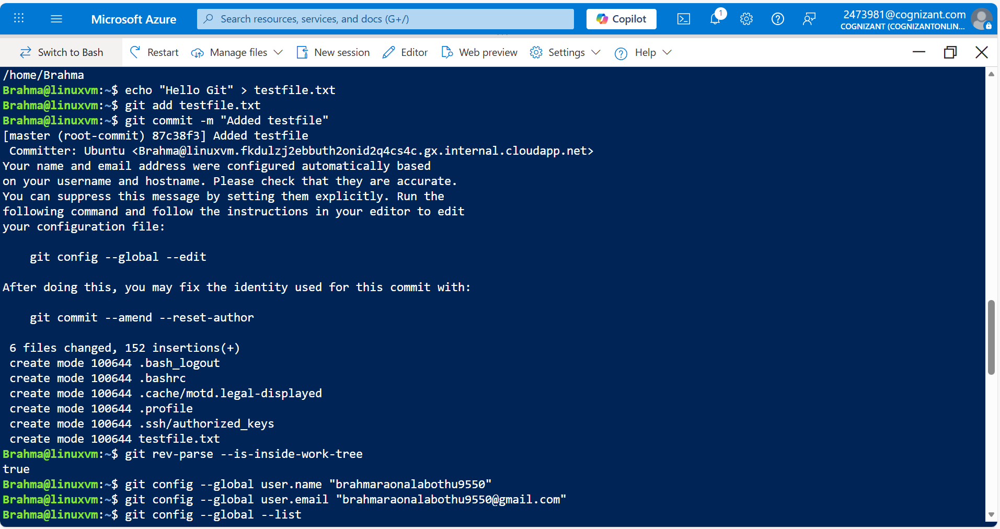 Microsoft Azure
Search resources, services, and docs (G+/)
Copilot
1
2473981@cognizant.com
COGNIZANT (COGNIZANTONLIN...
Switch to Bash
Restart
Manage files
New session
Editor
Web preview
Settings
Help
/home/Brahma
Brahma@linuxvm:~$ echo "Hello Git" > testfile.txt
Brahma@linuxvm:~$ git add testfile.txt
Brahma@linuxvm:~$ git commit -m "Added testfile"
[master (root-commit) 87c38f3] Added testfile
 Committer: Ubuntu <Brahma@linuxvm.fkdulzj2ebbuth2onid2q4cs4c.gx.internal.cloudapp.net>
Your name and email address were configured automatically based
on your username and hostname. Please check that they are accurate.
You can suppress this message by setting them explicitly. Run the
following command and follow the instructions in your editor to edit
your configuration file:
    git config --global --edit
After doing this, you may fix the identity used for this commit with:
    git commit --amend --reset-author
 6 files changed, 152 insertions(+)
 create mode 100644 .bash_logout
 create mode 100644 .bashrc
 create mode 100644 .cache/motd.legal-displayed
 create mode 100644 .profile
 create mode 100644 .ssh/authorized_keys
 create mode 100644 testfile.txt
Brahma@linuxvm:~$ git rev-parse --is-inside-work-tree
true
Brahma@linuxvm:~$ git config --global user.name "brahmaraonalabothu9550"
Brahma@linuxvm:~$ git config --global user.email "brahmaraonalabothu9550@gmail.com"
Brahma@linuxvm:~$ git config --global --list